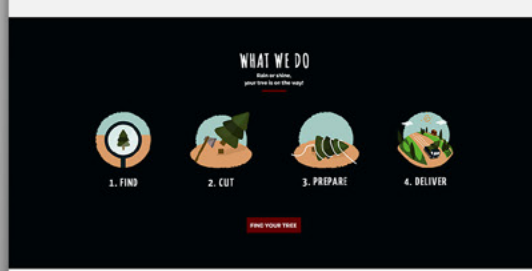 WHAT WE DO
Rain or shine,
your tree is on the way!
1. FIND
2. CUT
3. PREPARE
4. DELIVER
FIND YOUR TREE